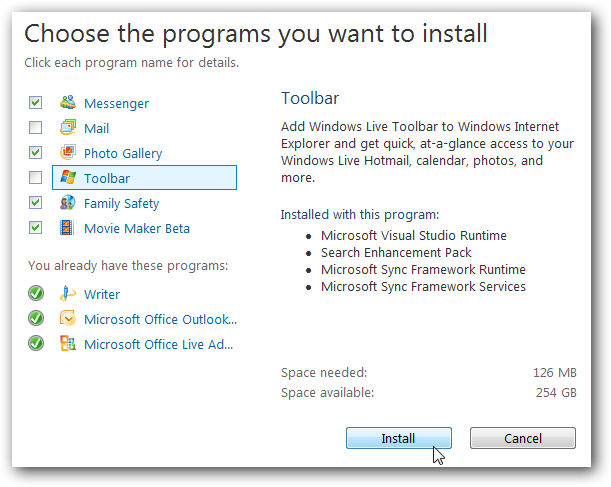 Choose the programs you want to install
Click each program name for details.
Messenger
Mail
Photo Gallery
Toolbar
Family Safety
Movie Maker Beta
You already have these programs:
Writer
Microsoft Office Outlook...
Microsoft Office Live Ad...
Toolbar
Add Windows Live Toolbar to Windows Internet
Explorer and get quick, at-a-glance access to your
Windows Live Hotmail, calendar, photos, and
more.
Installed with this program:
• Microsoft Visual Studio Runtime
• Search Enhancement Pack
• Microsoft Sync Framework Runtime
• Microsoft Sync Framework Services
Space needed: 126 MB
Space available: 254 GB
Install Cancel